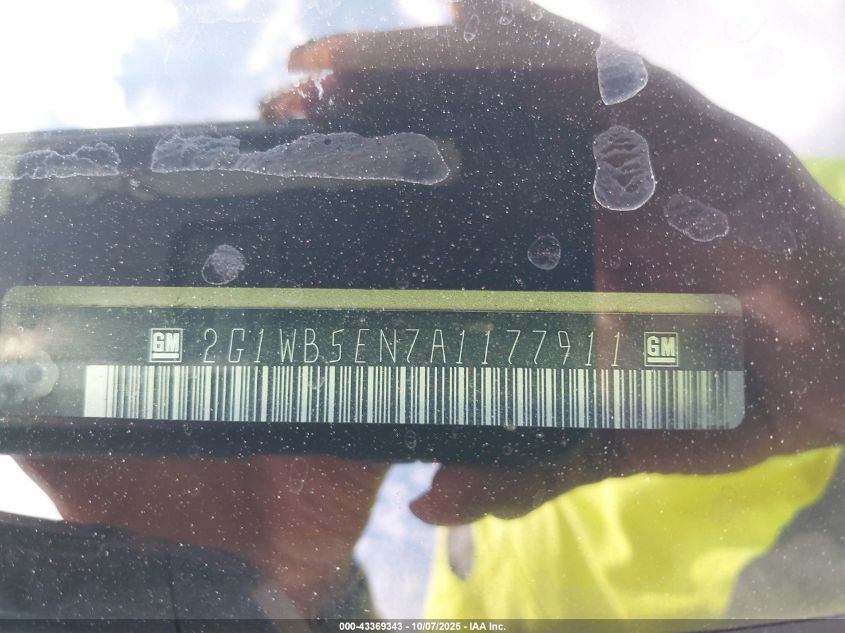 GM 2G1WB5EN7A1177911 GM
000-43369343 - 10/07/2025 - IAA Inc.